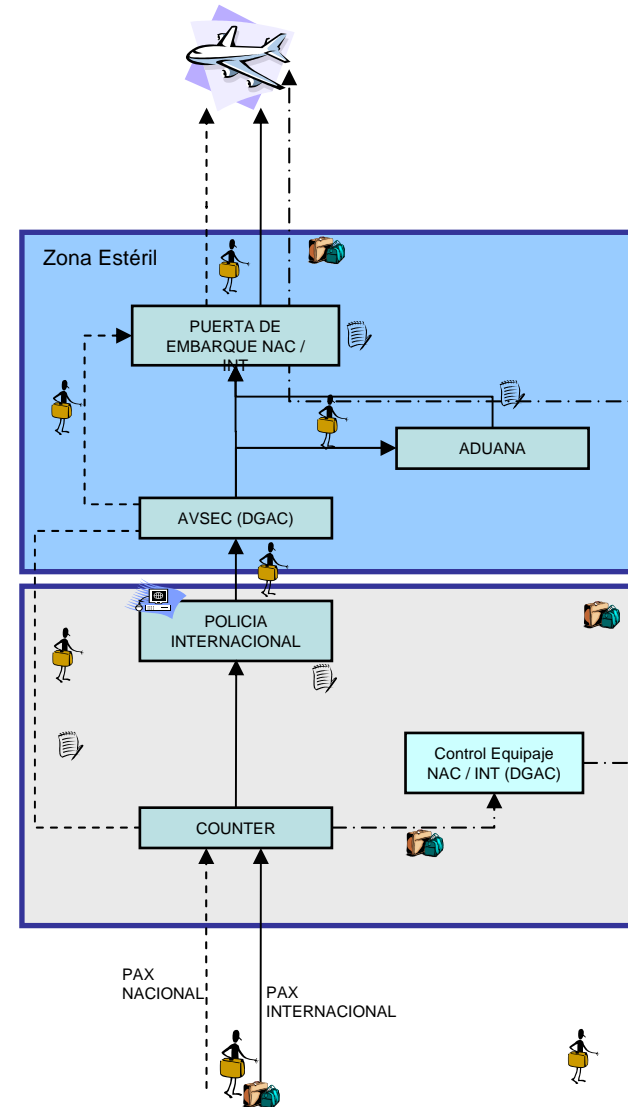 Zona Estéril
PUERTA DE
EMBARQUE NAC /
INT
ADUANA
AVSEC (DGAC)
POLICIA
INTERNACIONAL
Control Equipaje
NAC / INT (DGAC)
COUNTER
PAX
NACIONAL
PAX
INTERNACIONAL